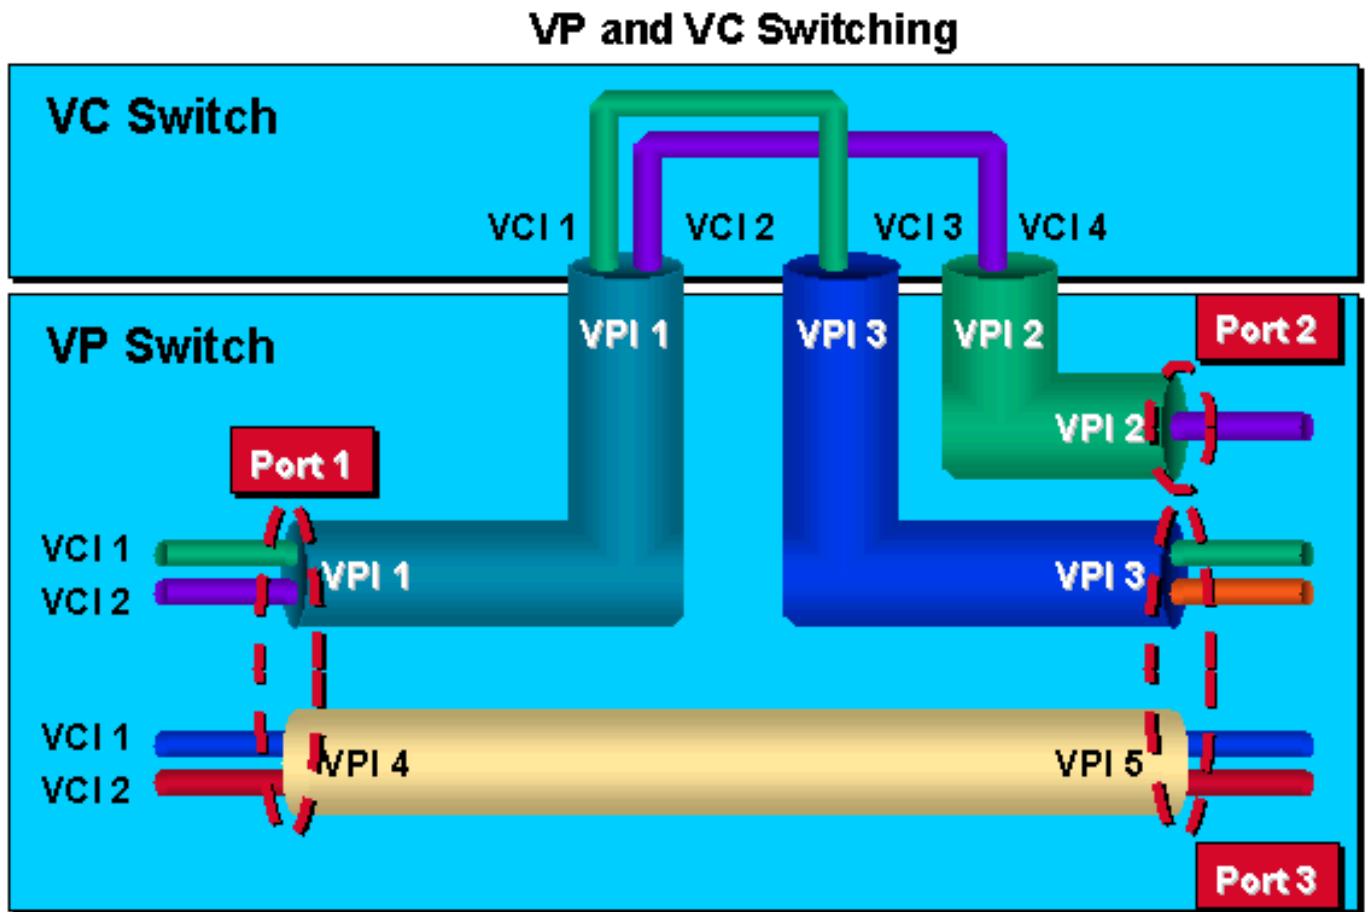 VP and VC Switching
VC Switch
VCI 1
VCI 2
VCI 3
VCI 4
VP Switch
VPI 1
VPI 3
VPI 2
Port 2
VPI 2
Port 1
VCI 1
VCI 2
VPI 1
VPI 3
VCI 1
VCI 2
VPI 4
VPI 5
Port 3